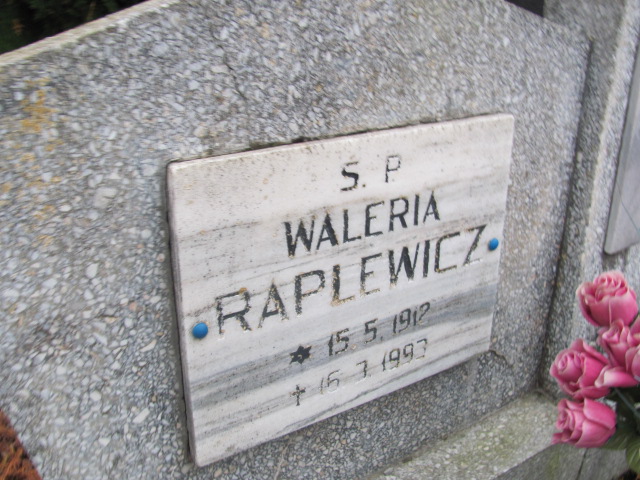 S. P.
WALERIA
RAPLEWICZ
* 15.5.1912
+ 16.3.1993